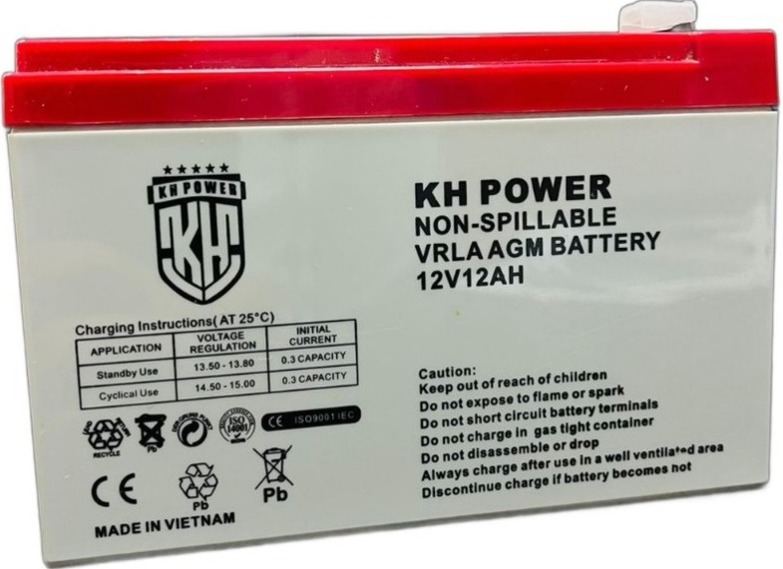 KH POWER
KH
KH POWER
NON-SPILLABLE
VRLA AGM BATTERY
12V12AH
Charging Instructions( AT 25°C)
APPLICATION VOLTAGE REGULATION INITIAL CURRENT
Standby Use 13.50 - 13.80 0.3 CAPACITY
Cyclical Use 14.50 - 15.00 0.3 CAPACITY
RECYCLE
Pb
ISO
14001
CE ISO9001 IEC
CE
Pb
Pb
MADE IN VIETNAM
Caution:
Keep out of reach of children
Do not expose to flame or spark
Do not short circuit battery terminals
Do not charge in gas tight container
Do not disassemble or drop
Always charge after use in a well ventilated area
Discontinue charge if battery becomes hot